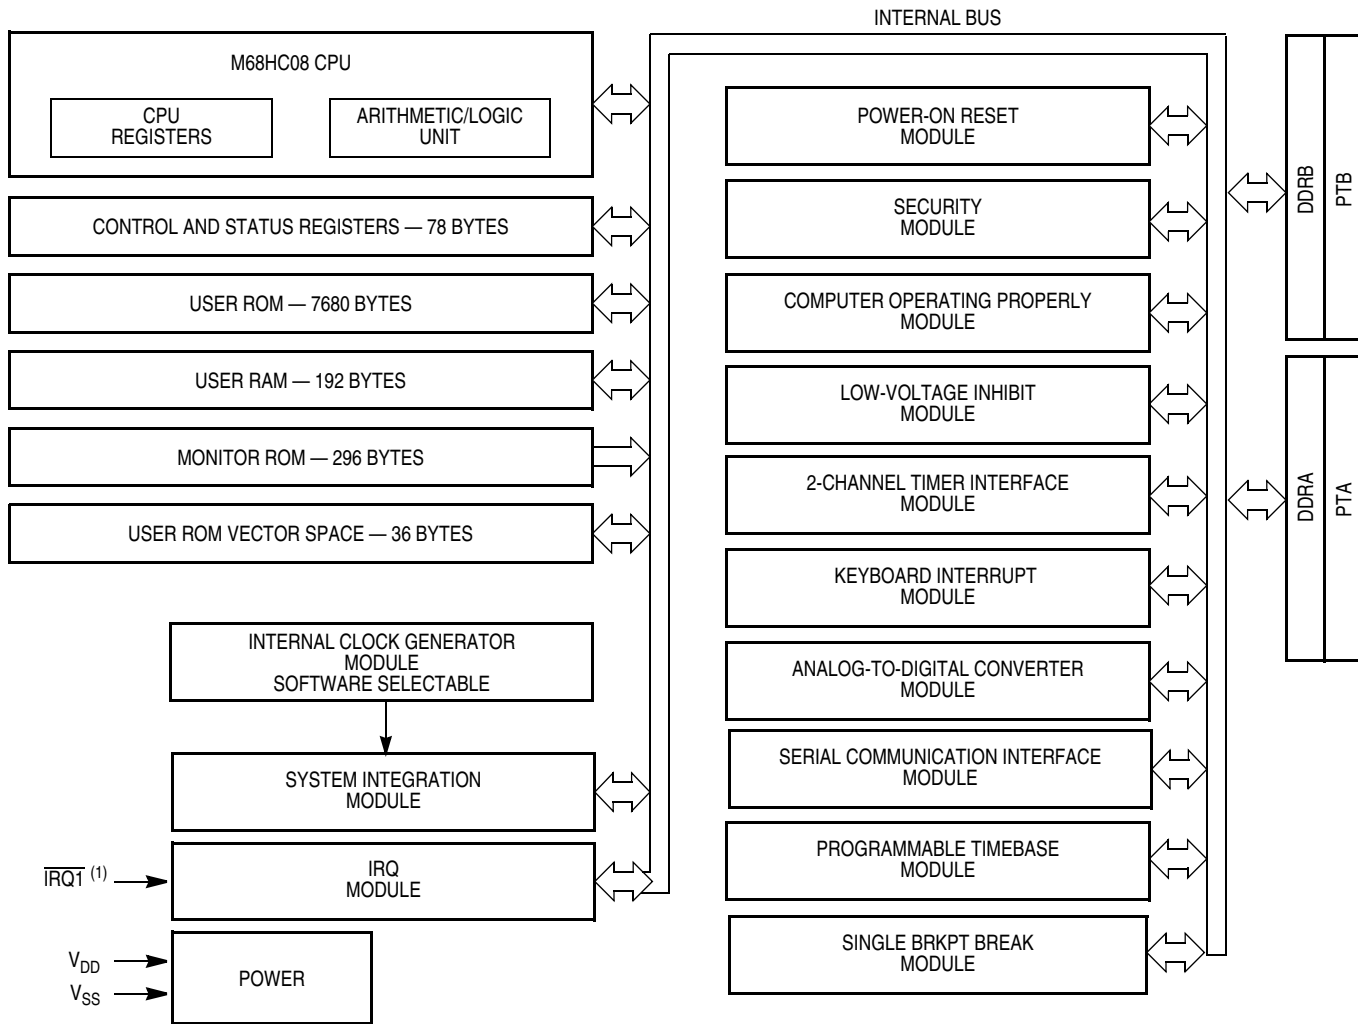 INTERNAL BUS
M68HC08 CPU
CPU
REGISTERS
ARITHMETIC/LOGIC
UNIT
CONTROL AND STATUS REGISTERS — 78 BYTES
USER ROM — 7680 BYTES
USER RAM — 192 BYTES
MONITOR ROM — 296 BYTES
USER ROM VECTOR SPACE — 36 BYTES
INTERNAL CLOCK GENERATOR
MODULE
SOFTWARE SELECTABLE
SYSTEM INTEGRATION
MODULE
IRQ1 (1)
IRQ
MODULE
VDD
VSS
POWER
POWER-ON RESET
MODULE
SECURITY
MODULE
COMPUTER OPERATING PROPERLY
MODULE
LOW-VOLTAGE INHIBIT
MODULE
2-CHANNEL TIMER INTERFACE
MODULE
KEYBOARD INTERRUPT
MODULE
ANALOG-TO-DIGITAL CONVERTER
MODULE
SERIAL COMMUNICATION INTERFACE
MODULE
PROGRAMMABLE TIMEBASE
MODULE
SINGLE BRKPT BREAK
MODULE
DDRB
PTB
DDRA
PTA